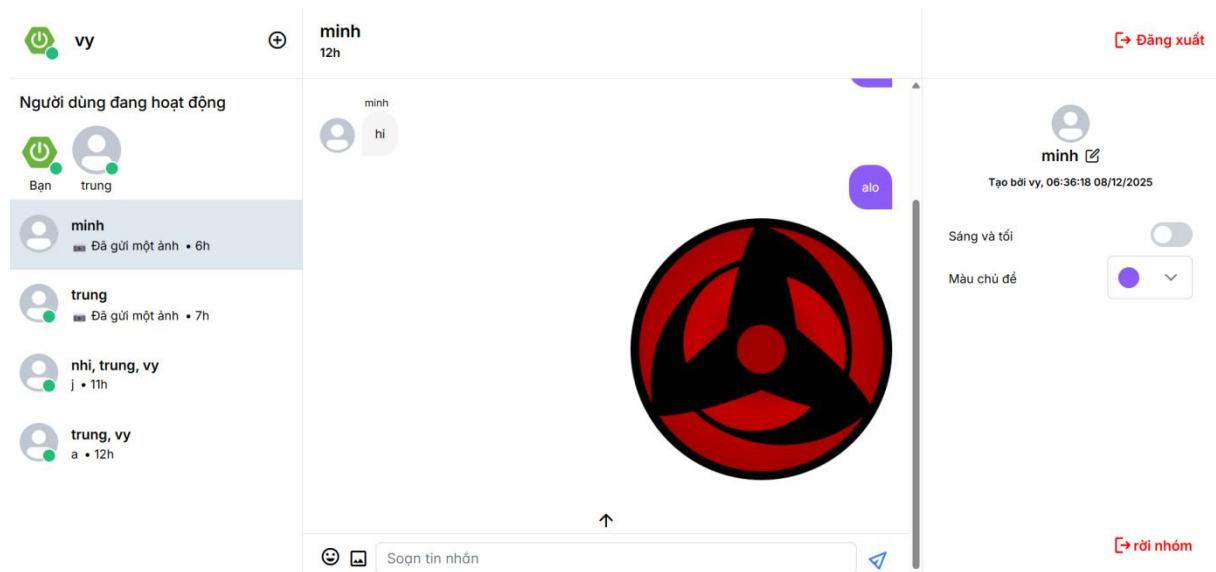 vy
Người dùng đang hoạt động
Bạn
trung
minh
Đã gửi một ảnh • 6h
trung
Đã gửi một ảnh • 7h
nhi, trung, vy
j • 11h
trung, vy
a • 12h
minh
12h
minh
hi
alo
Soạn tin nhắn
Đăng xuất
minh
Tạo bởi vy, 06:36:18 08/12/2025
Sáng và tối
Màu chủ đề
rời nhóm